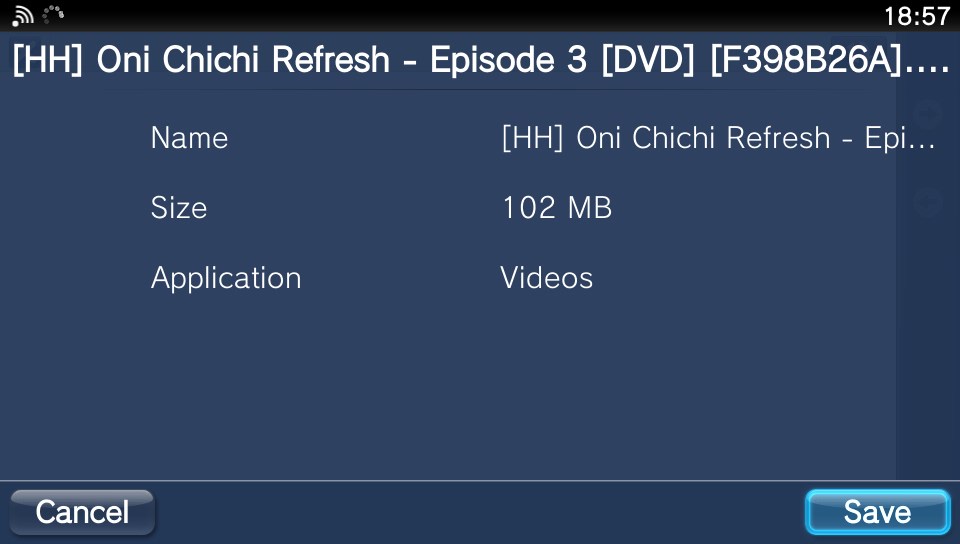 18:57
[HH] Oni Chichi Refresh - Episode 3 [DVD] [F398B26A]....
Name [HH] Oni Chichi Refresh - Epi...
Size 102 MB
Application Videos
Cancel Save